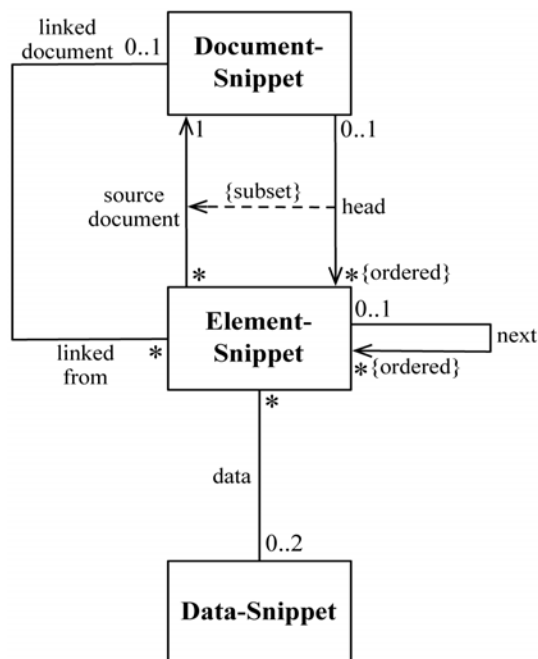 linked
document
0..1
Document-
Snippet
1
0..1
source
document
{subset}
head
*
*{ordered}
Element-
Snippet
0..1
next
*{ordered}
linked
from
*
*
data
0..2
Data-Snippet